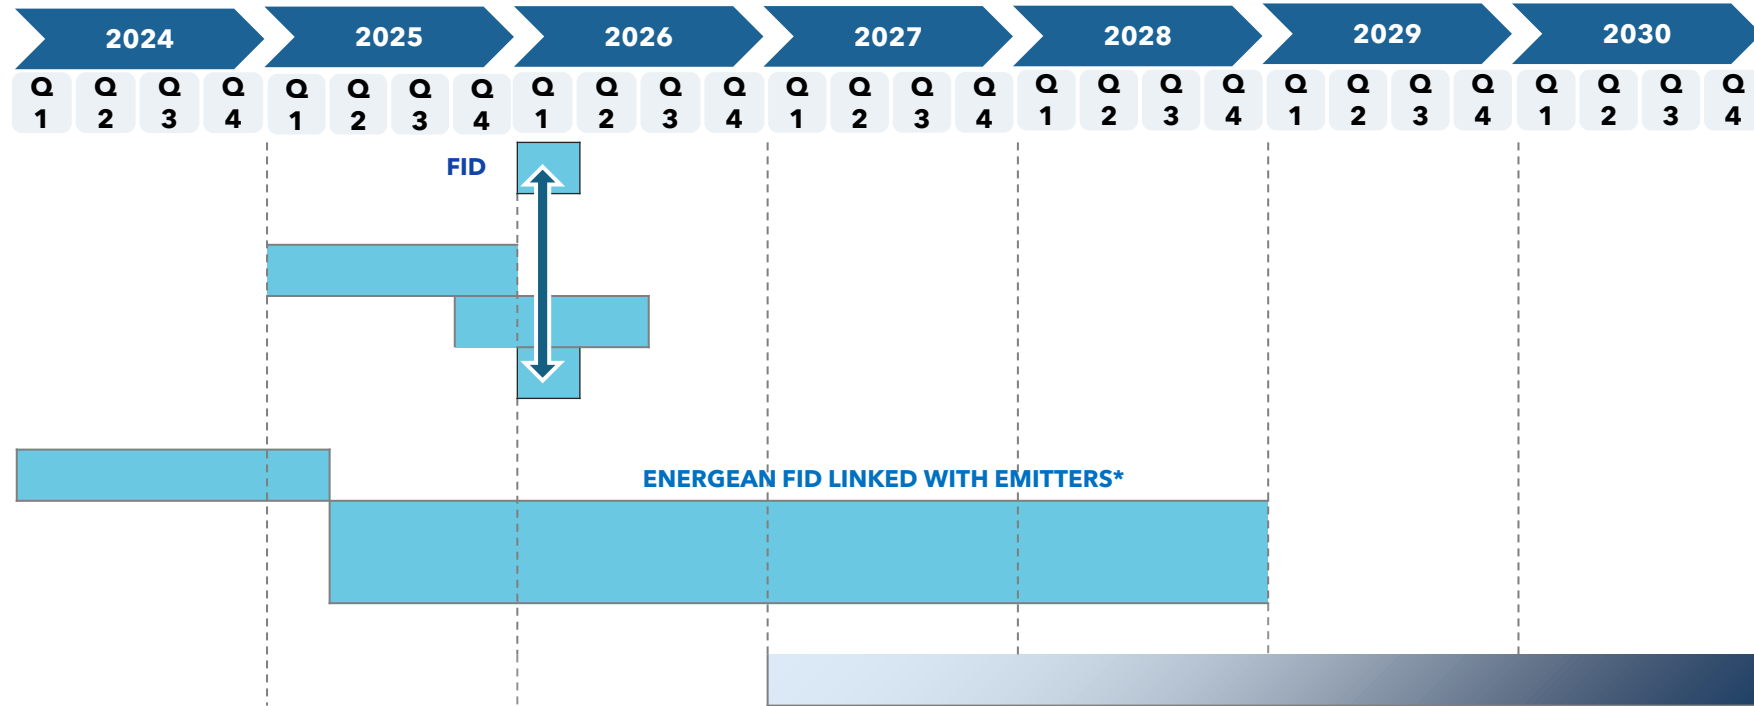 2024 2025 2026 2027 2028 2029 2030
Q Q Q Q Q Q Q Q Q Q Q Q Q Q Q Q Q Q Q Q Q Q Q Q Q Q Q Q
1 2 3 4 1 2 3 4 1 2 3 4 1 2 3 4 1 2 3 4 1 2 3 4 1 2 3 4
FID
ENERGEAN FID LINKED WITH EMITTERS*